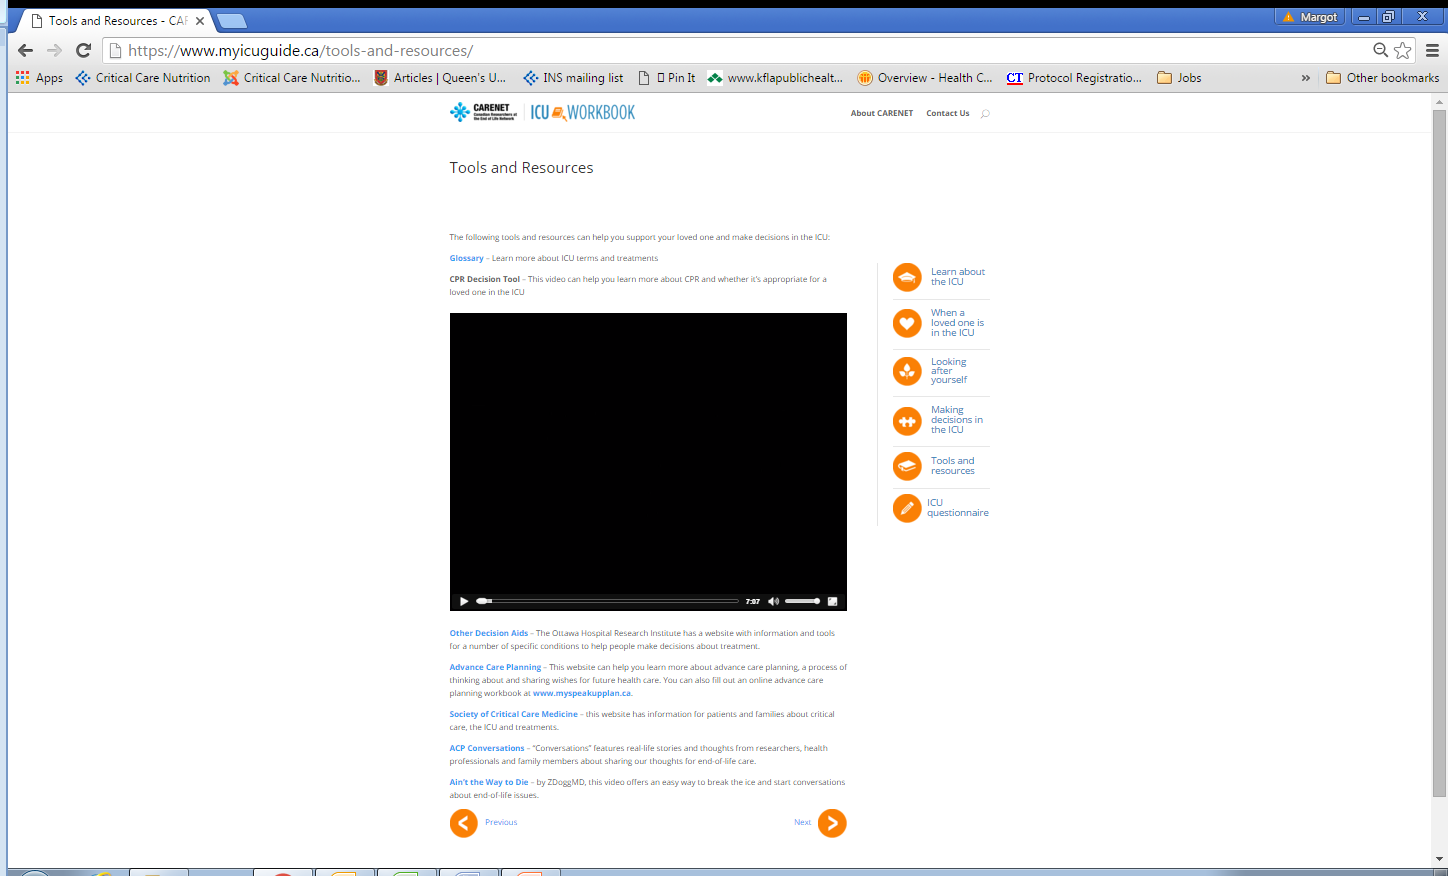 Tools and Resources - CAR
Margot
https://www.myicuguide.ca/tools-and-resources/
Apps
Critical Care Nutrition
Critical Care Nutritio...
Articles | Queen's U...
INS mailing list
Pin It
www.kflapublichealt...
Overview - Health C...
CT Protocol Registratio...
Jobs
»
Other bookmarks
CARENET
Canadian Researchers at
the End of Life Network
ICU WORKBOOK
About CARENET
Contact Us
Tools and Resources
The following tools and resources can help you support your loved one and make decisions in the ICU:
Glossary – Learn more about ICU terms and treatments
CPR Decision Tool – This video can help you learn more about CPR and whether it's appropriate for a
loved one in the ICU
7:07
Other Decision Aids – The Ottawa Hospital Research Institute has a website with information and tools
for a number of specific conditions to help people make decisions about treatment.
Advance Care Planning – This website can help you learn more about advance care planning, a process of
thinking about and sharing wishes for future health care. You can also fill out an online advance care
planning workbook at www.myspeakupplan.ca.
Society of Critical Care Medicine – this website has information for patients and families about critical
care, the ICU and treatments.
ACP Conversations – "Conversations" features real-life stories and thoughts from researchers, health
professionals and family members about sharing our thoughts for end-of-life care.
Ain't the Way to Die – by ZDoggMD, this video offers an easy way to break the ice and start conversations
about end-of-life issues.
Previous
Next
Learn about
the ICU
When a
loved one is
in the ICU
Looking
after
yourself
Making
decisions in
the ICU
Tools and
resources
ICU
questionnaire